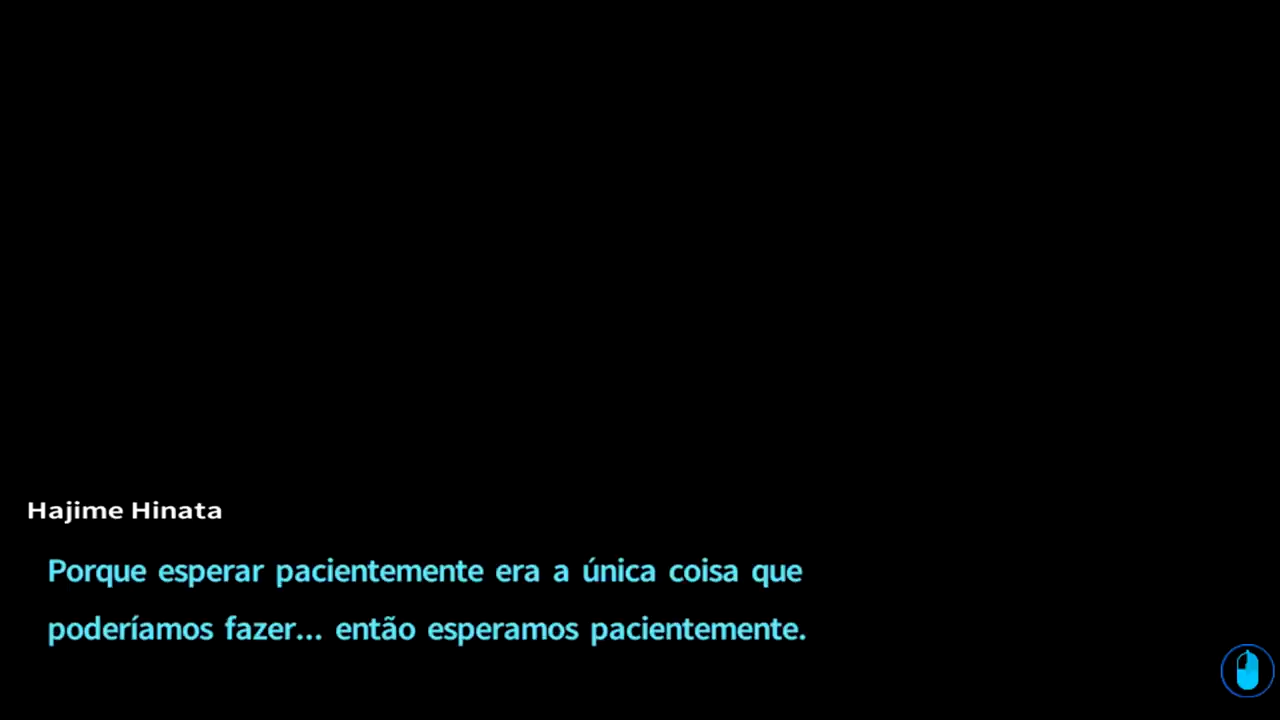 Hajime Hinata
Porque esperar pacientemente era a única coisa que
poderíamos fazer... então esperamos pacientemente.